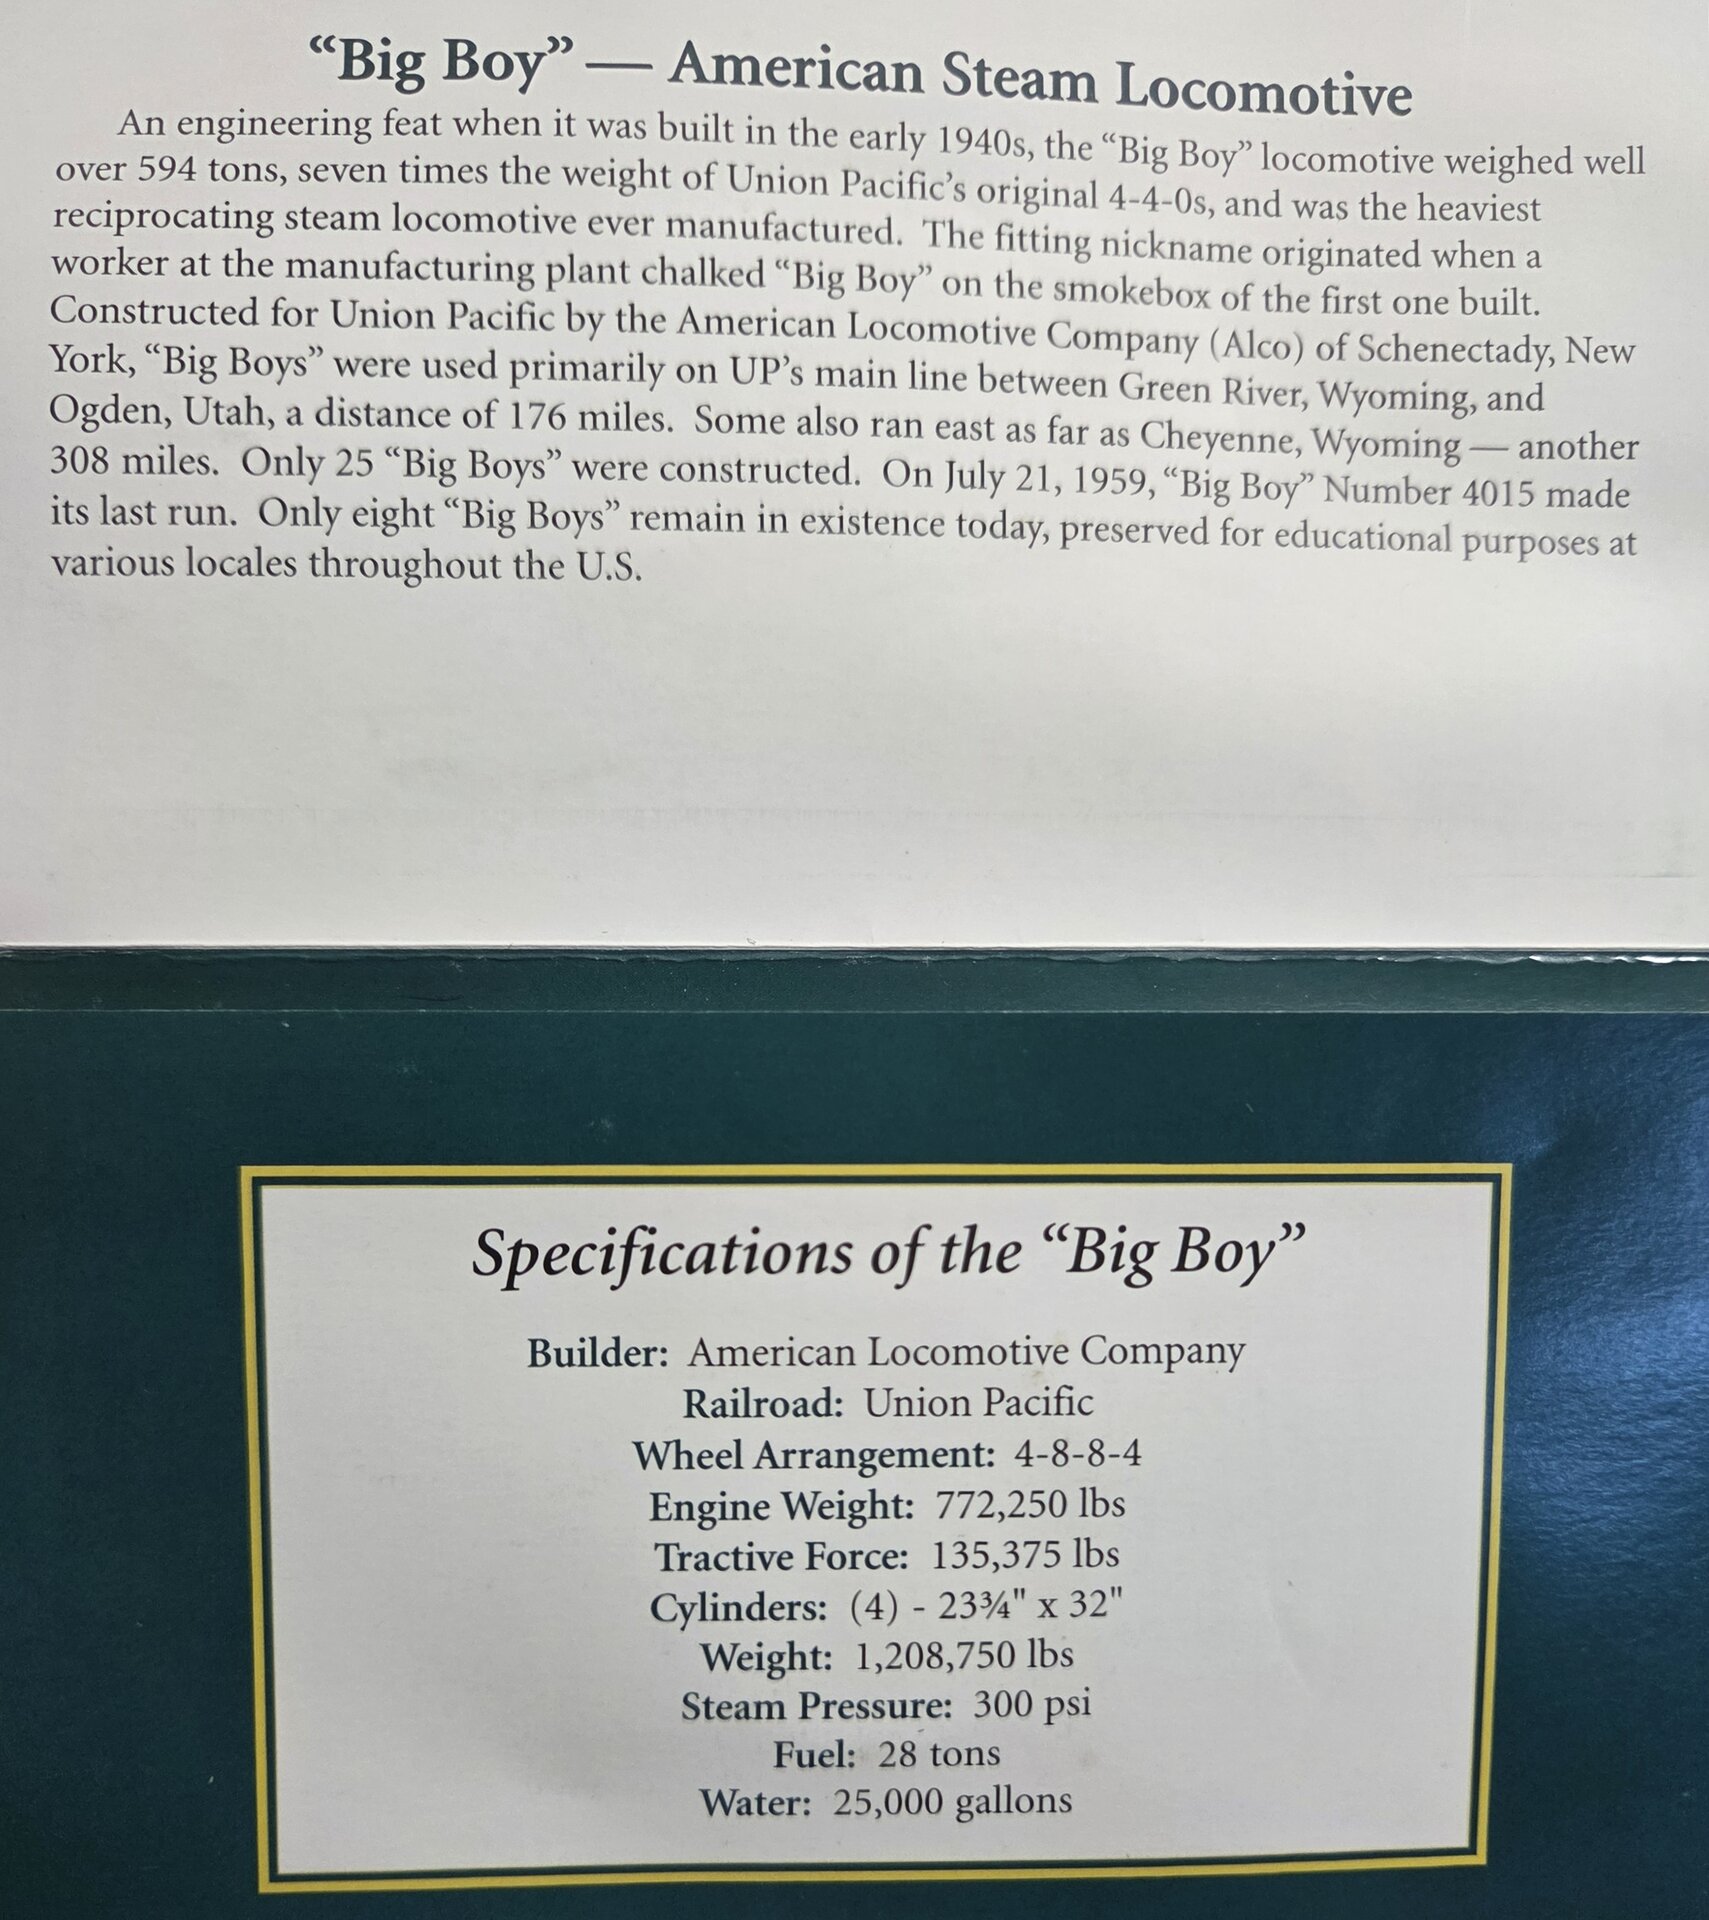 “Big Boy” — American Steam Locomotive
An engineering feat when it was built in the early 1940s, the “Big Boy” locomotive weighed well
over 594 tons, seven times the weight of Union Pacific’s original 4-4-0s, and was the heaviest
reciprocating steam locomotive ever manufactured. The fitting nickname originated when a
worker at the manufacturing plant chalked “Big Boy” on the smokebox of the first one built.
Constructed for Union Pacific by the American Locomotive Company (Alco) of Schenectady, New
York, “Big Boys” were used primarily on UP’s main line between Green River, Wyoming, and
Ogden, Utah, a distance of 176 miles. Some also ran east as far as Cheyenne, Wyoming — another
308 miles. Only 25 “Big Boys” were constructed. On July 21, 1959, “Big Boy” Number 4015 made
its last run. Only eight “Big Boys” remain in existence today, preserved for educational purposes at
various locales throughout the U.S.
Specifications of the “Big Boy”
Builder: American Locomotive Company
Railroad: Union Pacific
Wheel Arrangement: 4-8-8-4
Engine Weight: 772,250 lbs
Tractive Force: 135,375 lbs
Cylinders: (4) - 23¾" x 32"
Weight: 1,208,750 lbs
Steam Pressure: 300 psi
Fuel: 28 tons
Water: 25,000 gallons